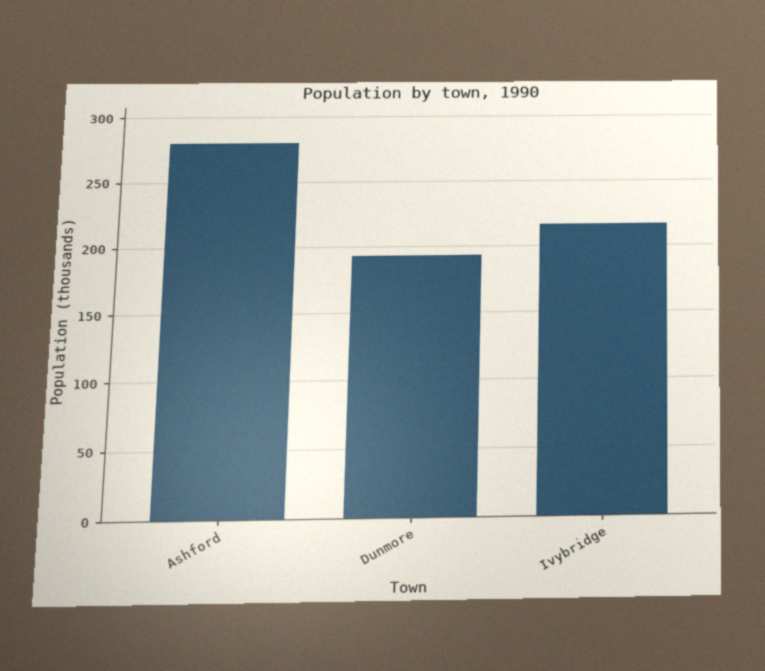 Population by town, 1990
300
250
200
150
100
50
0
Population (thousands)
Ashford
Dunmore
Ivybridge
Town